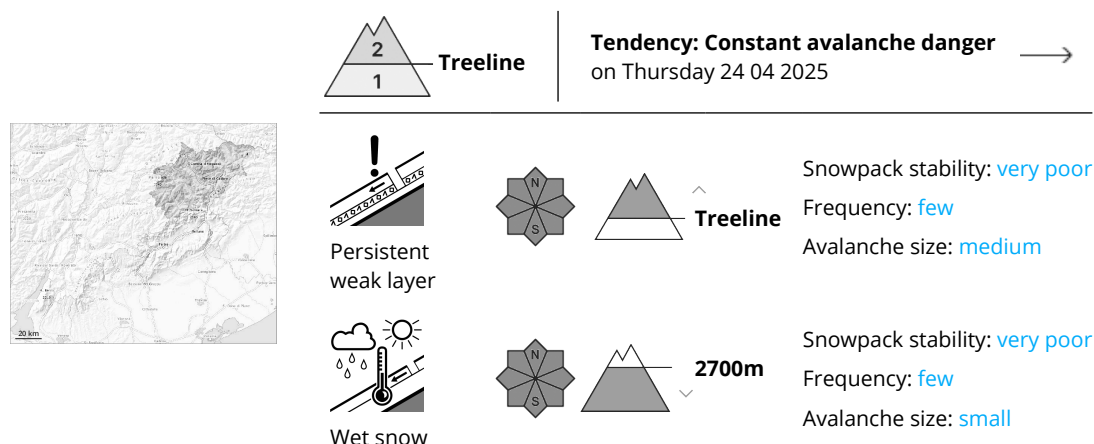 2
1
Treeline
Tendency: Constant avalanche danger
on Thursday 24 04 2025
20 km
N
S
Treeline
Persistent
weak layer
Snowpack stability: very poor
Frequency: few
Avalanche size: medium
N
S
2700m
Wet snow
Snowpack stability: very poor
Frequency: few
Avalanche size: small